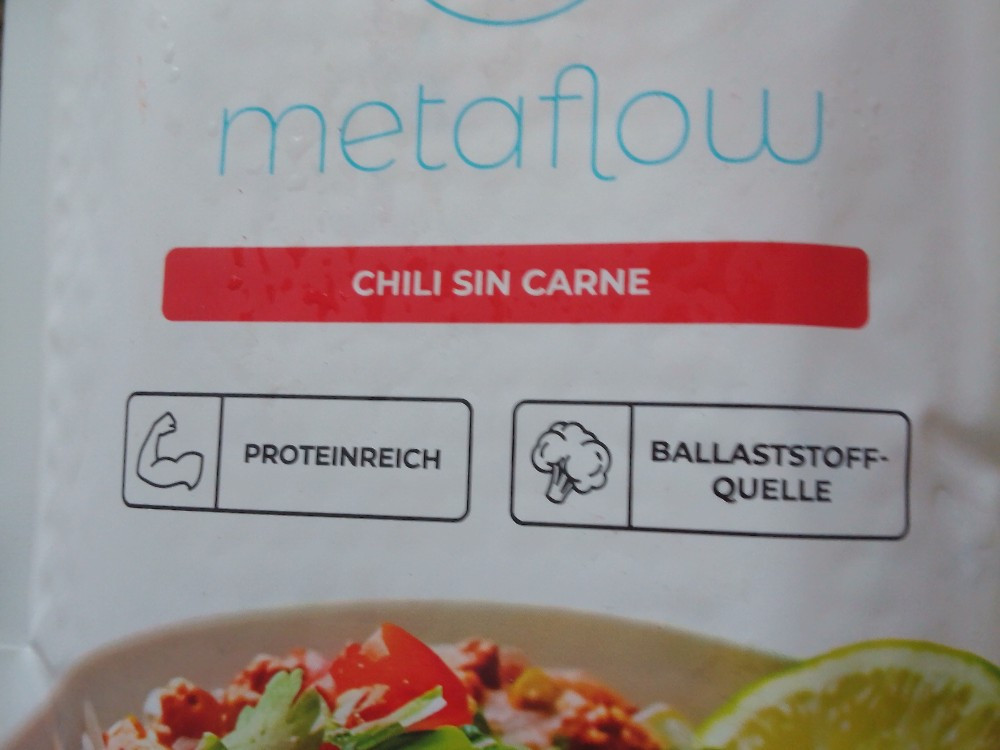 metaflow
CHILI SIN CARNE
PROTEINREICH
BALLASTSTOFF-
QUELLE